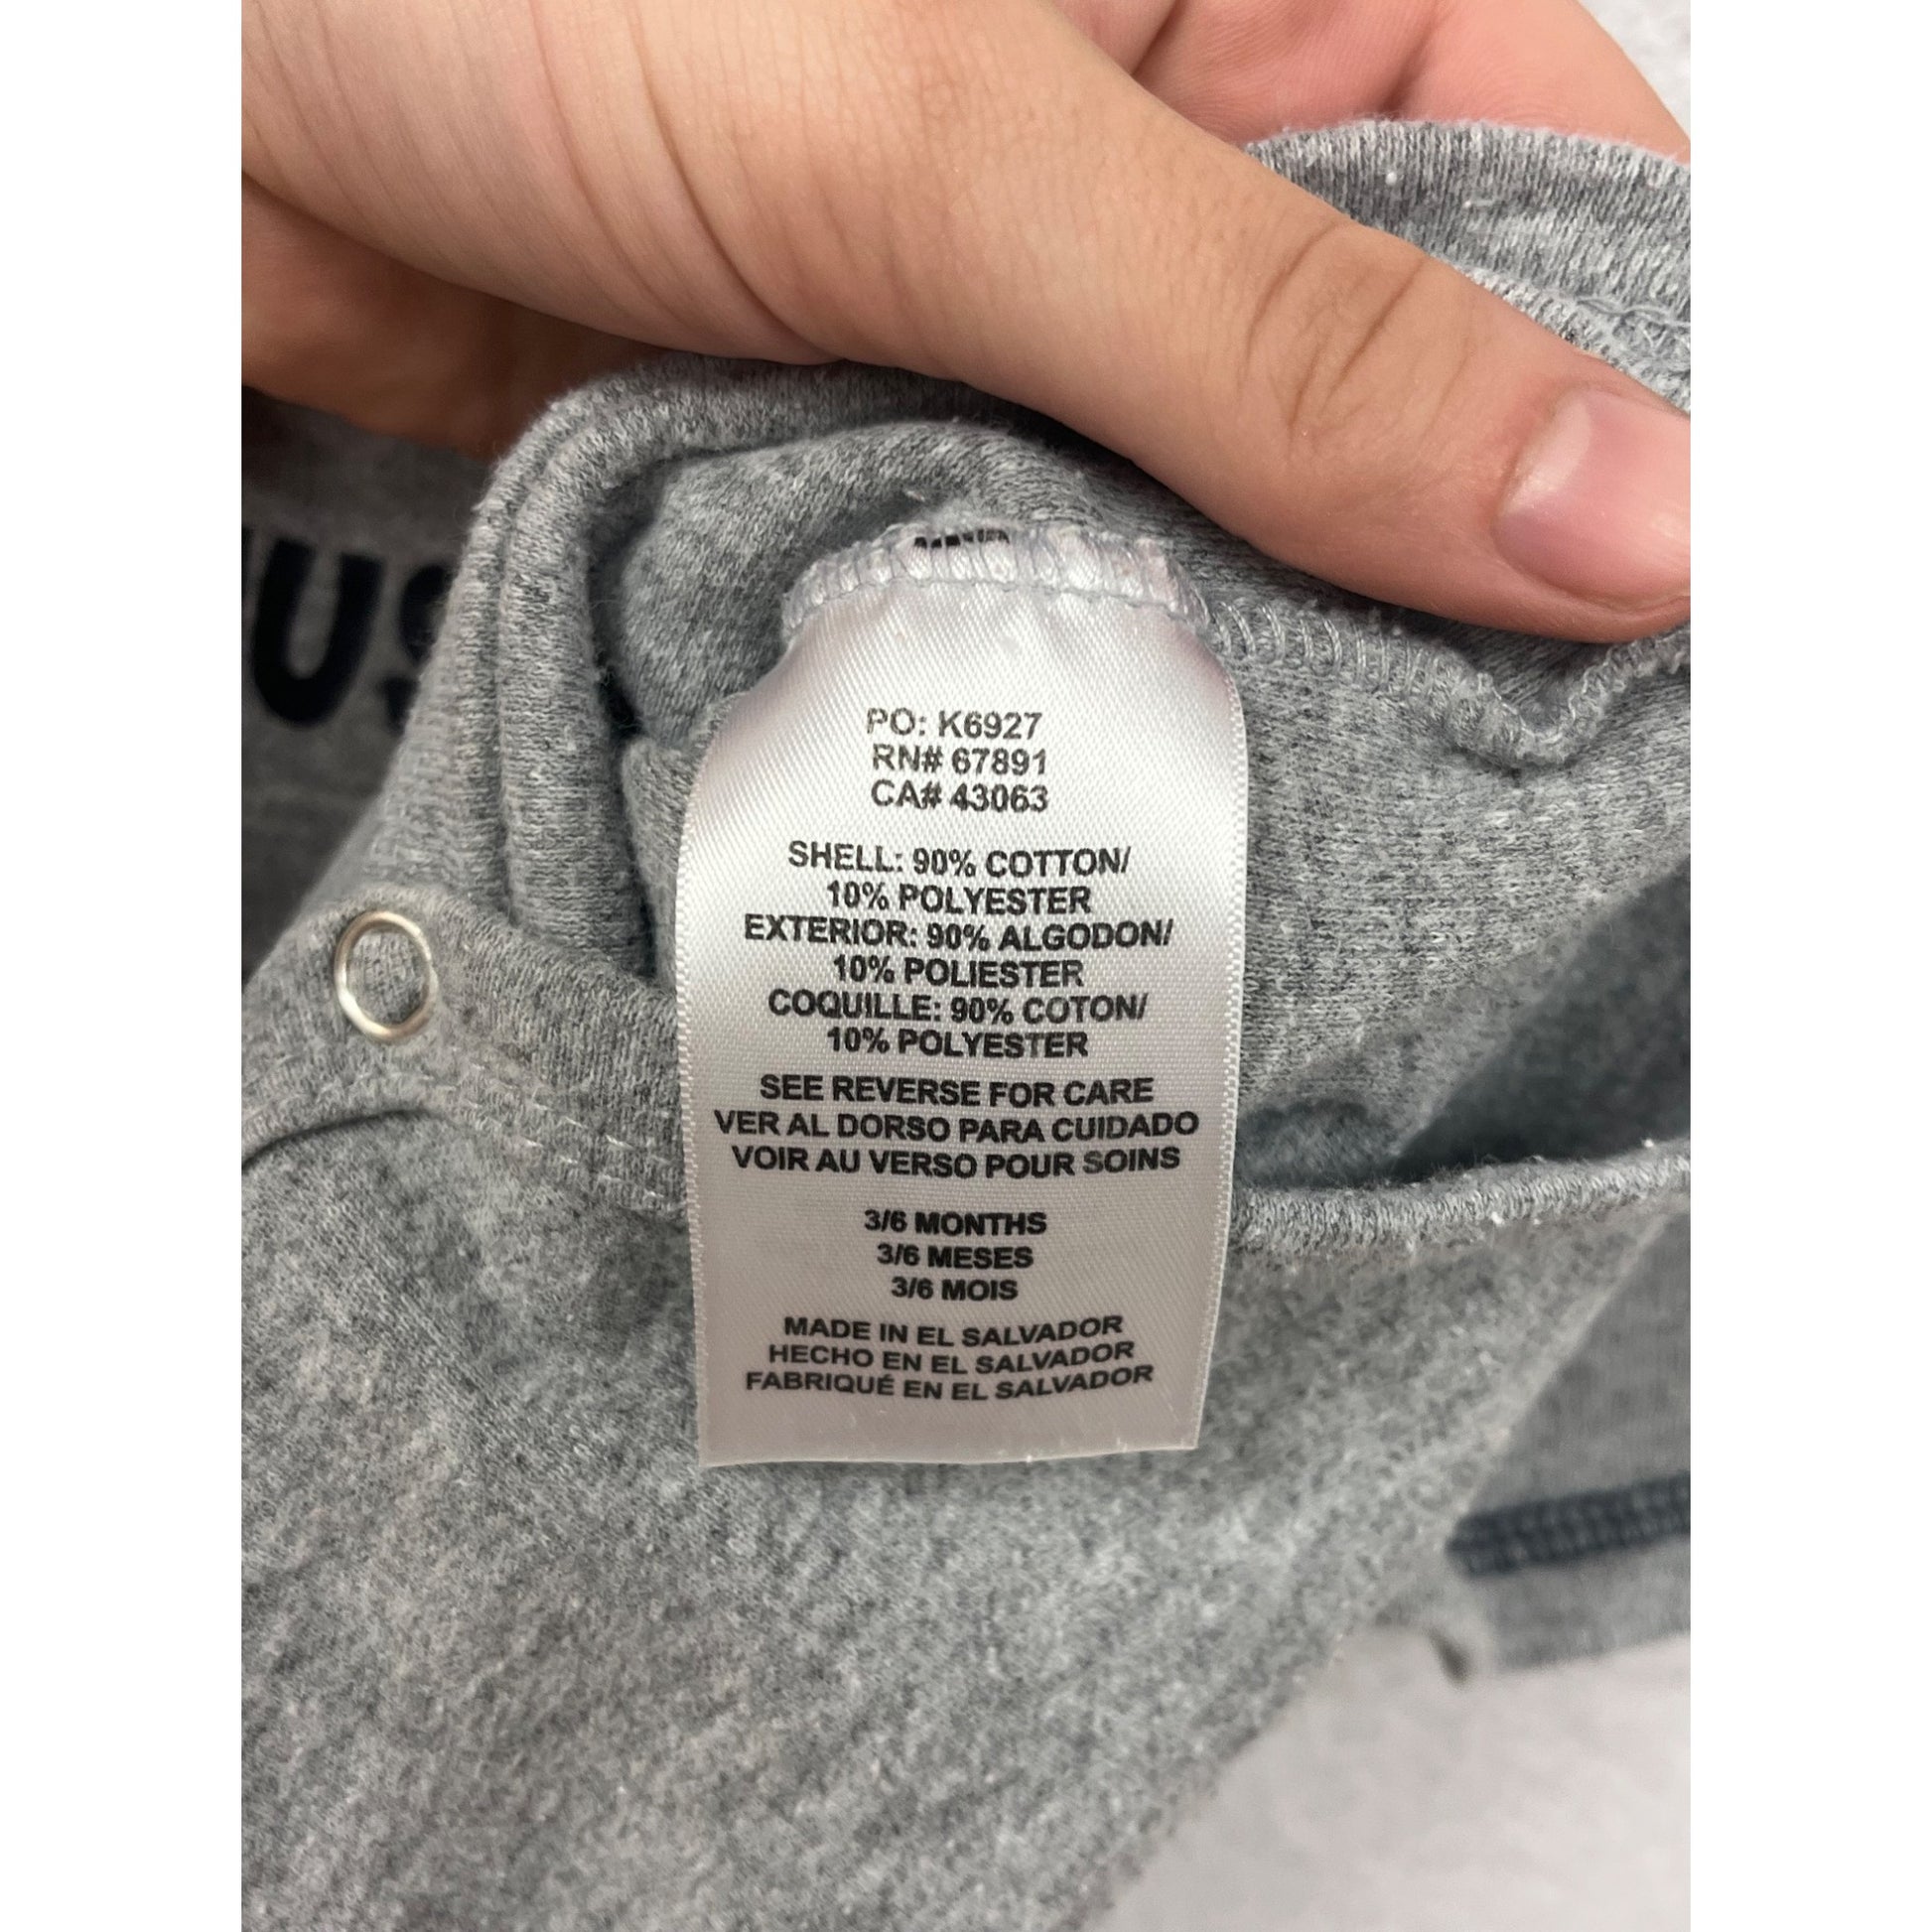 US
PO: K6927
RN# 67891
CA# 43063
SHELL: 90% COTTON/
10% POLYESTER
EXTERIOR: 90% ALGODON/
10% POLIESTER
COQUILLE: 90% COTON/
10% POLYESTER
SEE REVERSE FOR CARE
VER AL DORSO PARA CUIDADO
VOIR AU VERSO POUR SOINS
3/6 MONTHS
3/6 MESES
3/6 MOIS
MADE IN EL SALVADOR
HECHO EN EL SALVADOR
FABRIQUÉ EN EL SALVADOR